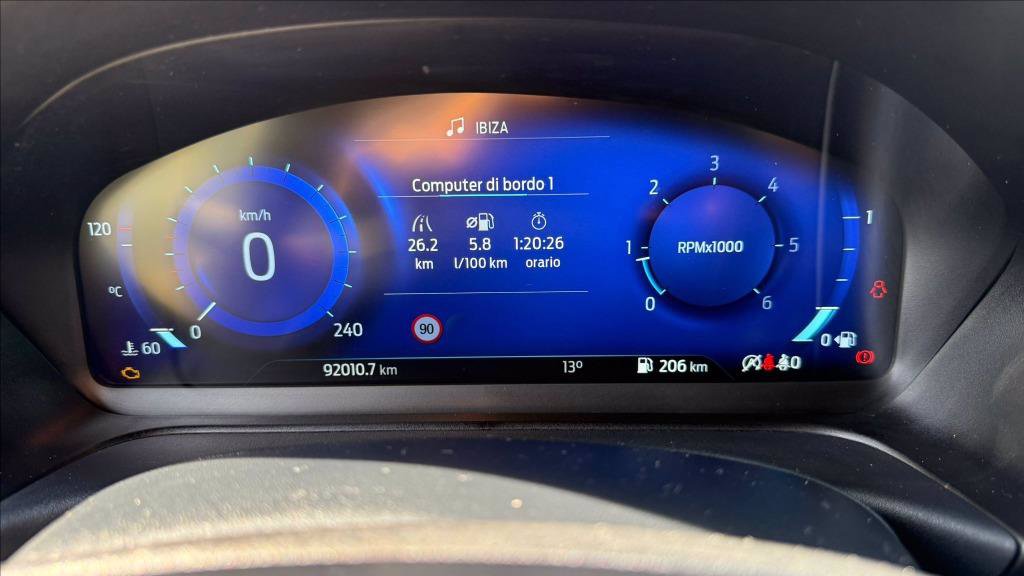 IBIZA
Computer di bordo 1
26.2 5.8 1:20:26
km l/100 km orario
90
km/h
0
0 240
120
ºC
60
0 1 2 3 4 5 6
RPMx1000
1
0
92010.7 km 13º 206 km
0